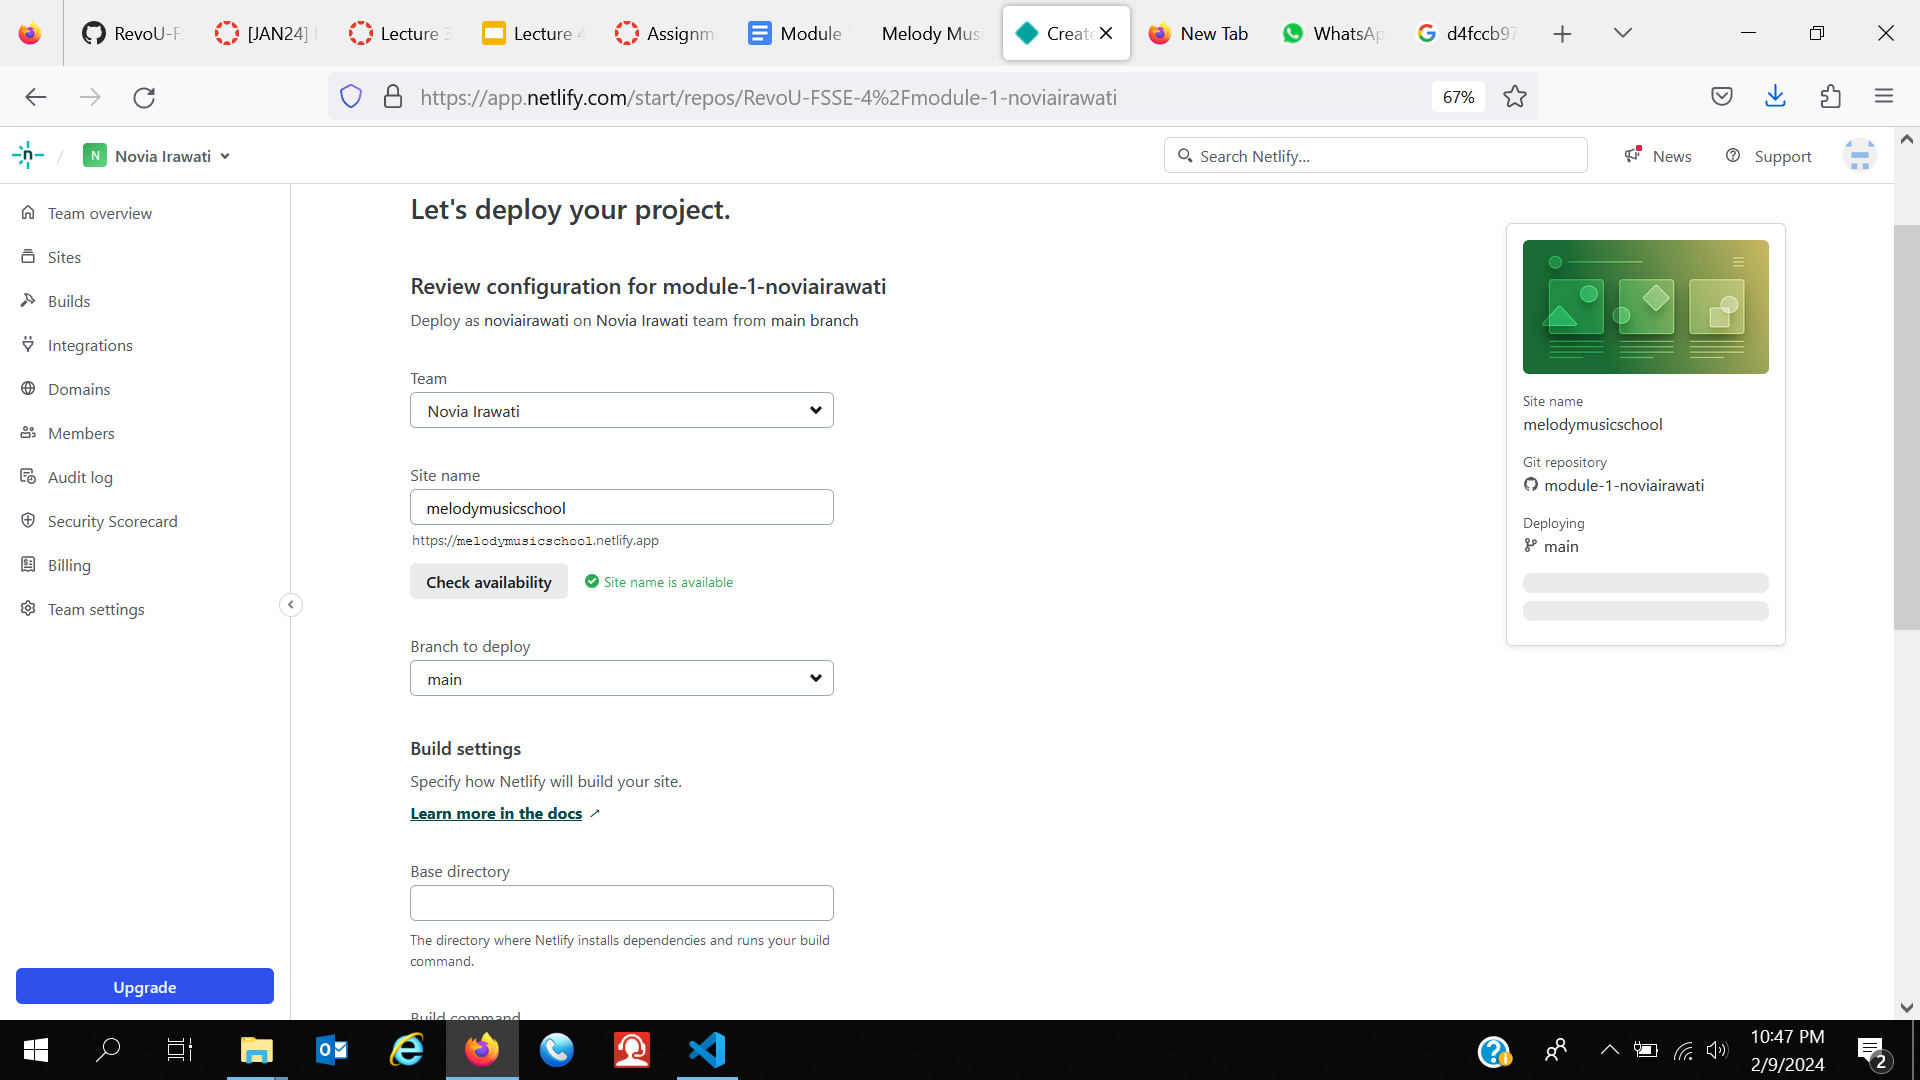 RevoU-F
[JAN24]
Lecture 3
Lecture 4
Assignm
Module
Melody Musi
Create
New Tab
WhatsAp
d4fccb97
https://app.netlify.com/start/repos/RevoU-FSSE-4%2Fmodule-1-noviairawati
67%
n
/
N
Novia Irawati
Search Netlify...
News
Support
Team overview
Sites
Builds
Integrations
Domains
Members
Audit log
Security Scorecard
Billing
Team settings
Upgrade
Let's deploy your project.
Review configuration for module-1-noviairawati
Deploy as noviairawati on Novia Irawati team from main branch
Team
Novia Irawati
Site name
melodymusicschool
https://melodymusicschool.netlify.app
Check availability
Site name is available
Branch to deploy
main
Build settings
Specify how Netlify will build your site.
Learn more in the docs
Base directory
The directory where Netlify installs dependencies and runs your build
command.
Build command
Site name
melodymusicschool
Git repository
module-1-noviairawati
Deploying
main
10:47 PM
2/9/2024
2